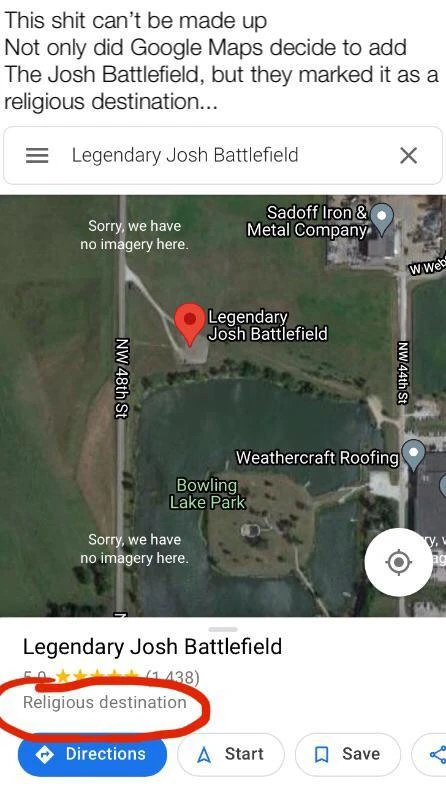 This shit can't be made up
Not only did Google Maps decide to add
The Josh Battlefield, but they marked it as a
religious destination...
Legendary Josh Battlefield
Sorry, we have
no imagery here.
Sadoff Iron &
Metal Company
W Web
Legendary
Josh Battlefield
NW 48th St
NW 44th St
Weathercraft Roofing
Bowling
Lake Park
Sorry, we have
no imagery here.
ry, w
ag
N
Legendary Josh Battlefield
5.0 (1,438)
Religious destination
Directions
Start
Save